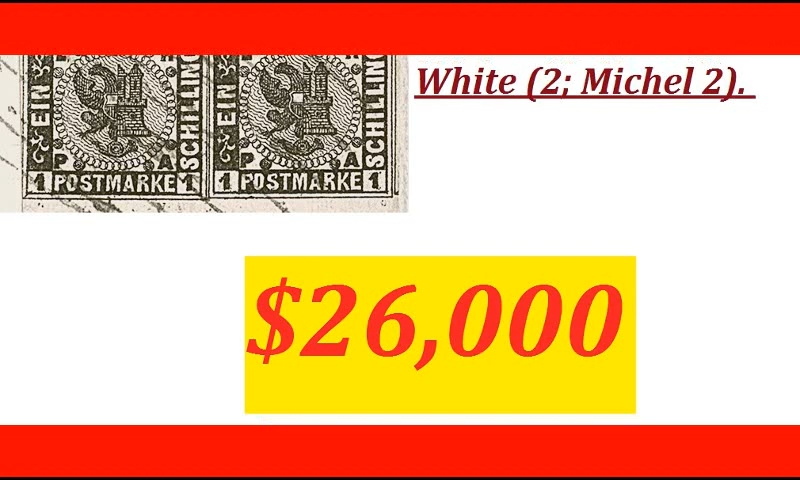 White (2; Michel 2).
EIN SCHILLING EIN SCHILLING
P A P A
1 POSTMARKE 1 1 POSTMARKE 1
$26,000